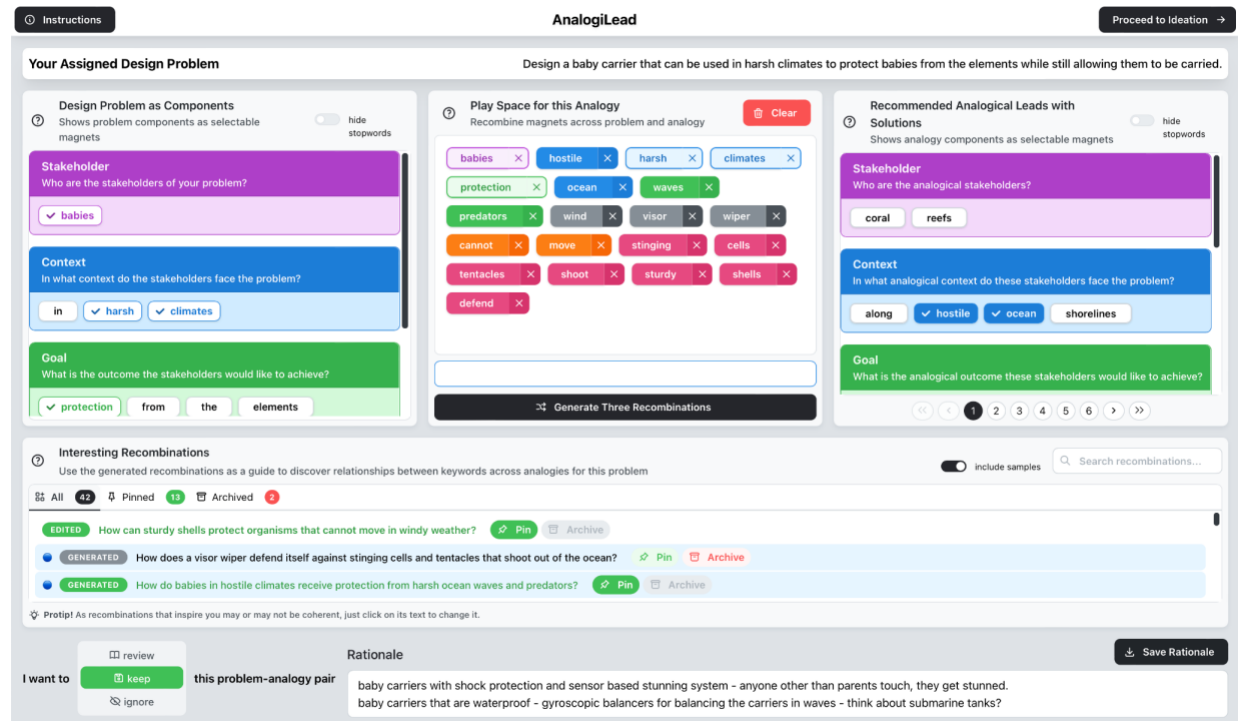 Instructions
AnalogiLead
Proceed to Ideation
Your Assigned Design Problem
Design a baby carrier that can be used in harsh climates to protect babies from the elements while still allowing them to be carried.
Design Problem as Components
Shows problem components as selectable
magnets
hide
stopwords
Stakeholder
Who are the stakeholders of your problem?
babies
Context
In what context do the stakeholders face the problem?
in harsh climates
Goal
What is the outcome the stakeholders would like to achieve?
protection from the elements
Play Space for this Analogy
Recombine magnets across problem and analogy
Clear
babies hostile harsh climates
protection ocean waves
predators wind visor wiper
cannot move stinging cells
tentacles shoot sturdy shells
defend
Generate Three Recombinations
Recommended Analogical Leads with
Solutions
Shows analogy components as selectable magnets
hide
stopwords
Stakeholder
Who are the analogical stakeholders?
coral reefs
Context
In what analogical context do these stakeholders face the problem?
along hostile ocean shorelines
Goal
What is the analogical outcome these stakeholders would like to achieve?
1 2 3 4 5 6
Interesting Recombinations
Use the generated recombinations as a guide to discover relationships between keywords across analogies for this problem
include samples
Search recombinations...
All 42 Pinned 13 Archived 2
EDITED How can sturdy shells protect organisms that cannot move in windy weather? Pin Archive
GENERATED How does a visor wiper defend itself against stinging cells and tentacles that shoot out of the ocean? Pin Archive
GENERATED How do babies in hostile climates receive protection from harsh ocean waves and predators? Pin Archive
Protip! As recombinations that inspire you may or may not be coherent, just click on its text to change it.
I want to
review
keep
ignore
this problem-analogy pair
Rationale
Save Rationale
baby carriers with shock protection and sensor based stunning system - anyone other than parents touch, they get stunned.
baby carriers that are waterproof - gyroscopic balancers for balancing the carriers in waves - think about submarine tanks?